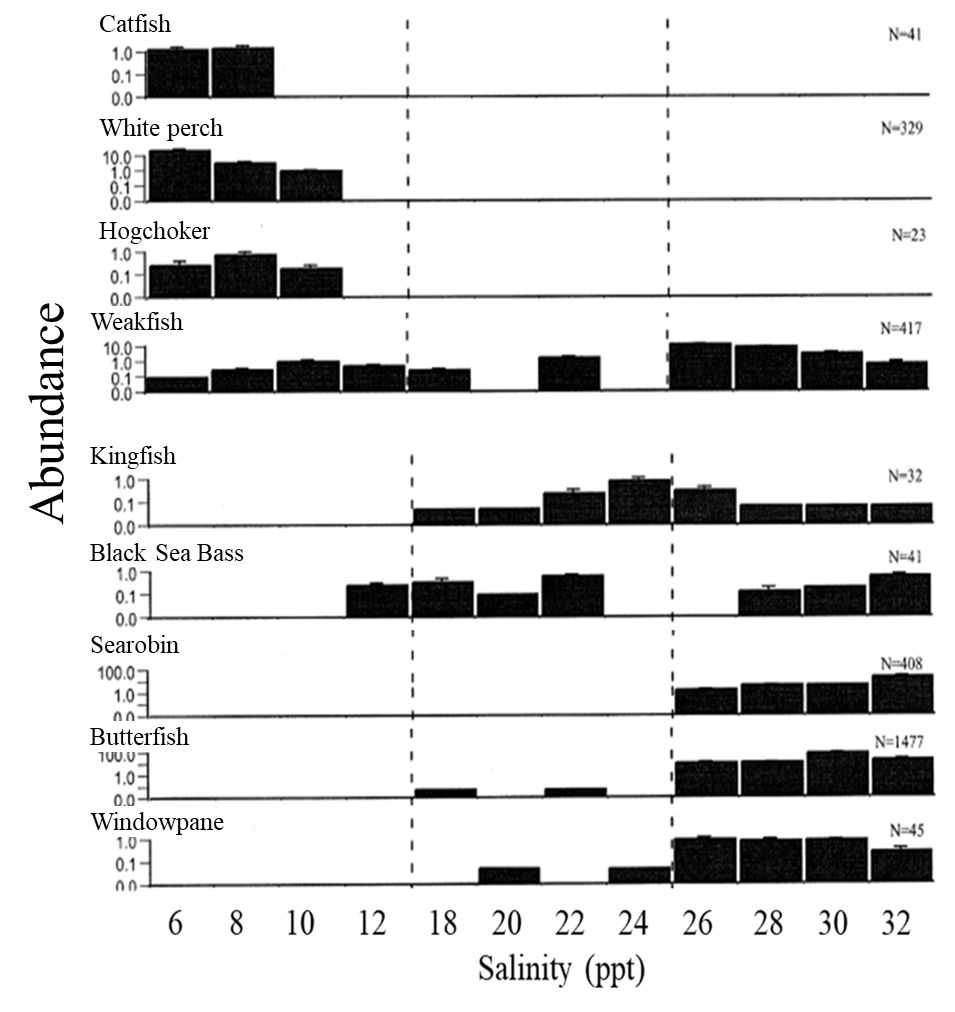 Catfish
N=41
1.0
0.1
0.0
White perch
N=329
10.0
1.0
0.1
0.0
Hogchoker
N=23
1.0
0.1
0.0
Weakfish
N=417
10.0
1.0
0.1
0.0
Abundance
Kingfish
N=32
1.0
0.1
0.0
Black Sea Bass
N=41
1.0
0.1
0.0
Searobin
N=408
100.0
1.0
0.0
Butterfish
N=1477
100.0
1.0
0.0
Windowpane
N=45
1.0
0.1
0.0
6 8 10 12 18 20 22 24 26 28 30 32
Salinity (ppt)